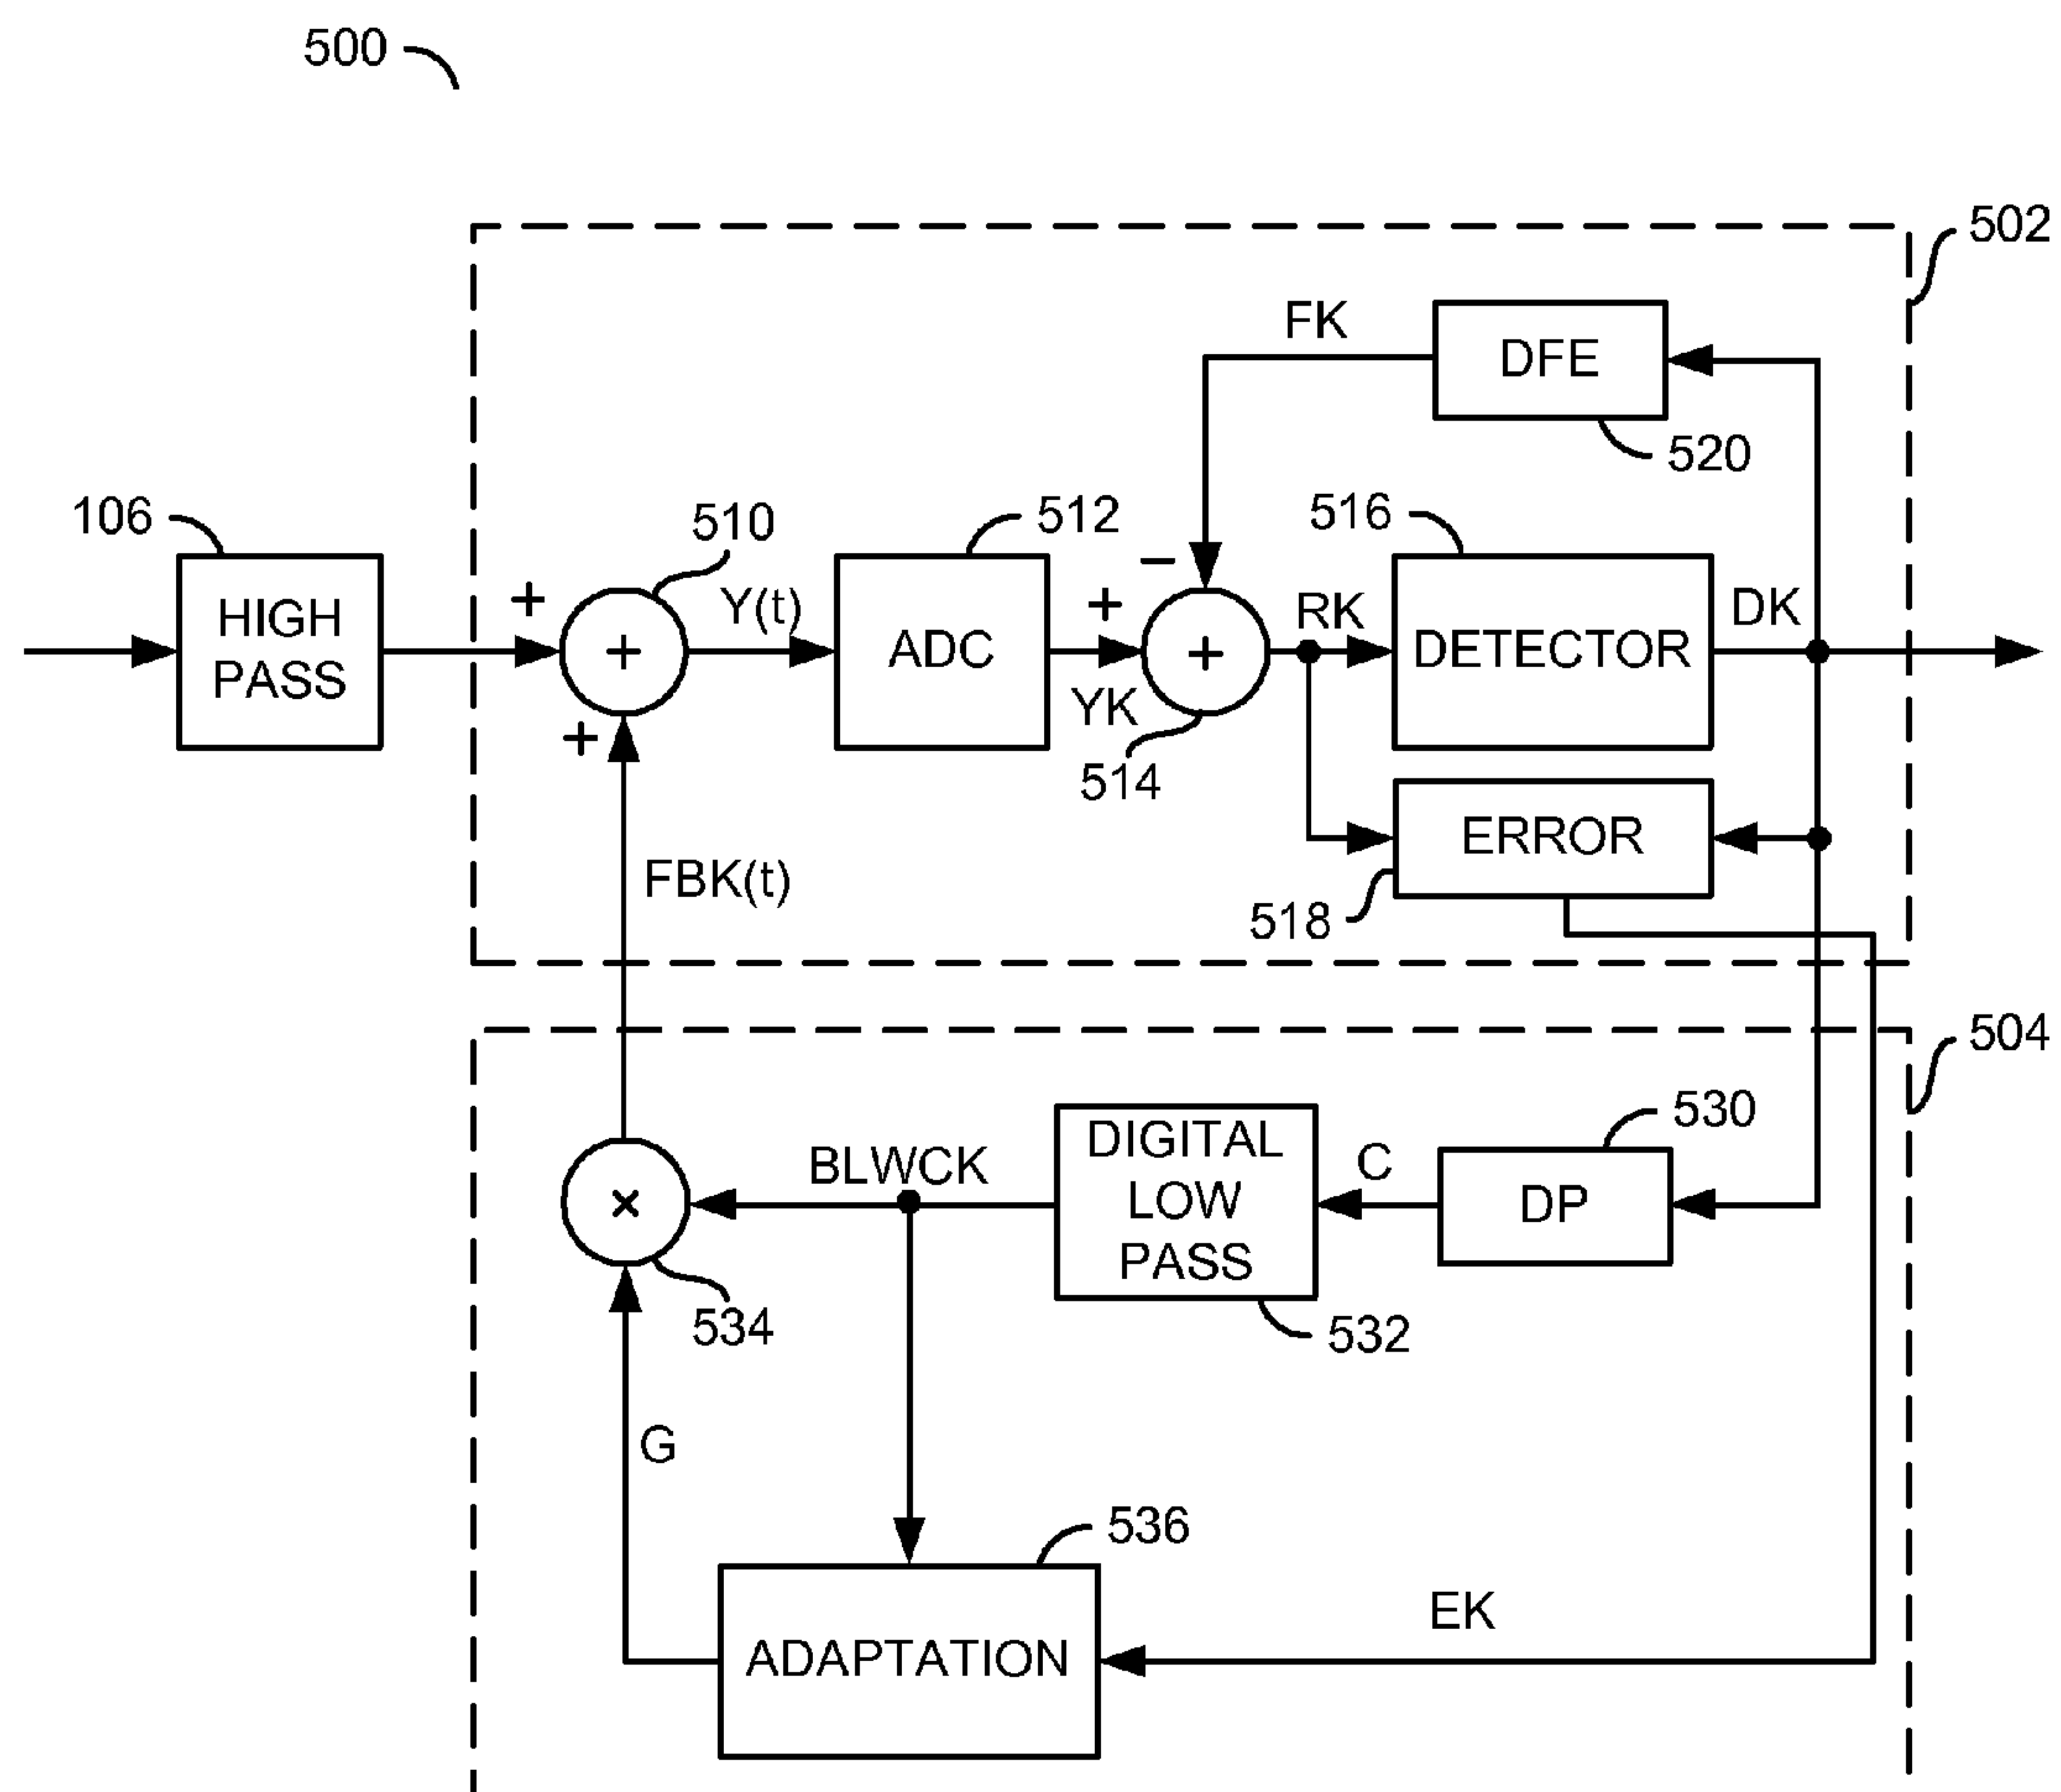 500
502
FK
DFE
520
106
510
512
516
HIGH
PASS
+
+
Y(t)
ADC
+
−
YK
+
RK
DETECTOR
DK
+
514
ERROR
518
FBK(t)
504
530
BLWCK
DIGITAL
LOW
PASS
C
DP
×
534
532
G
536
EK
ADAPTATION